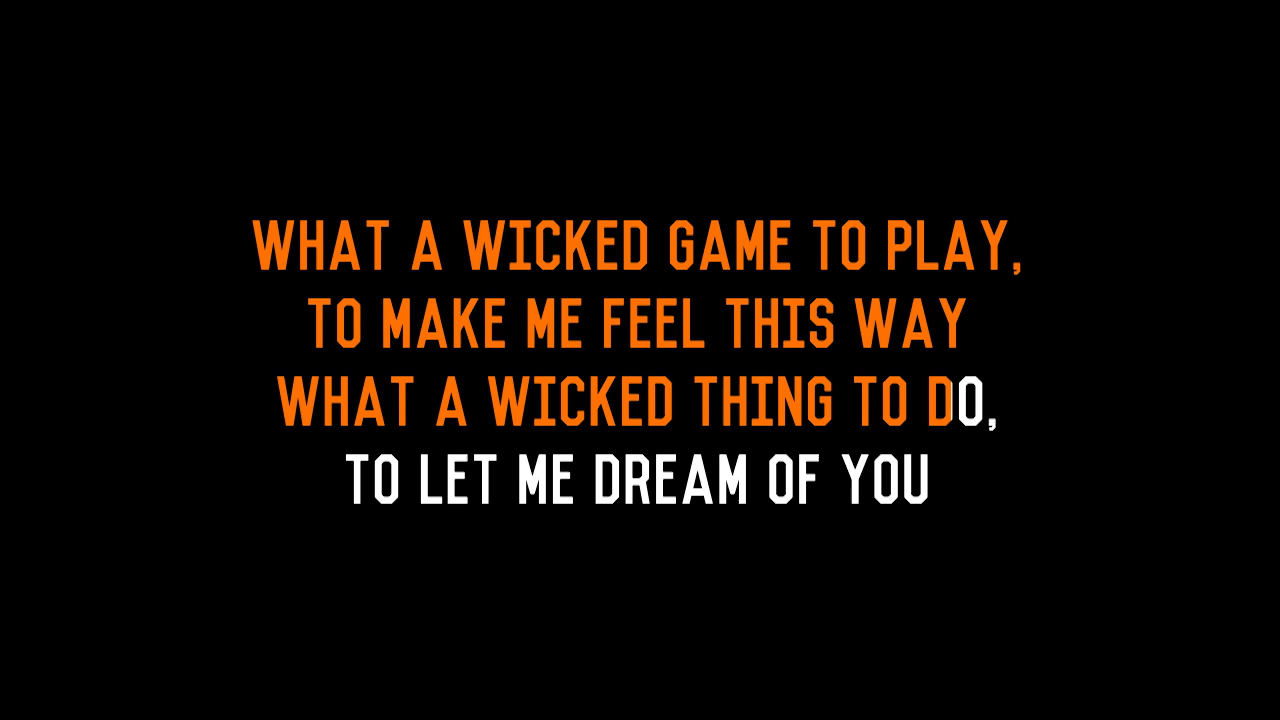 WHAT A WICKED GAME TO PLAY,
TO MAKE ME FEEL THIS WAY
WHAT A WICKED THING TO DO,
TO LET ME DREAM OF YOU